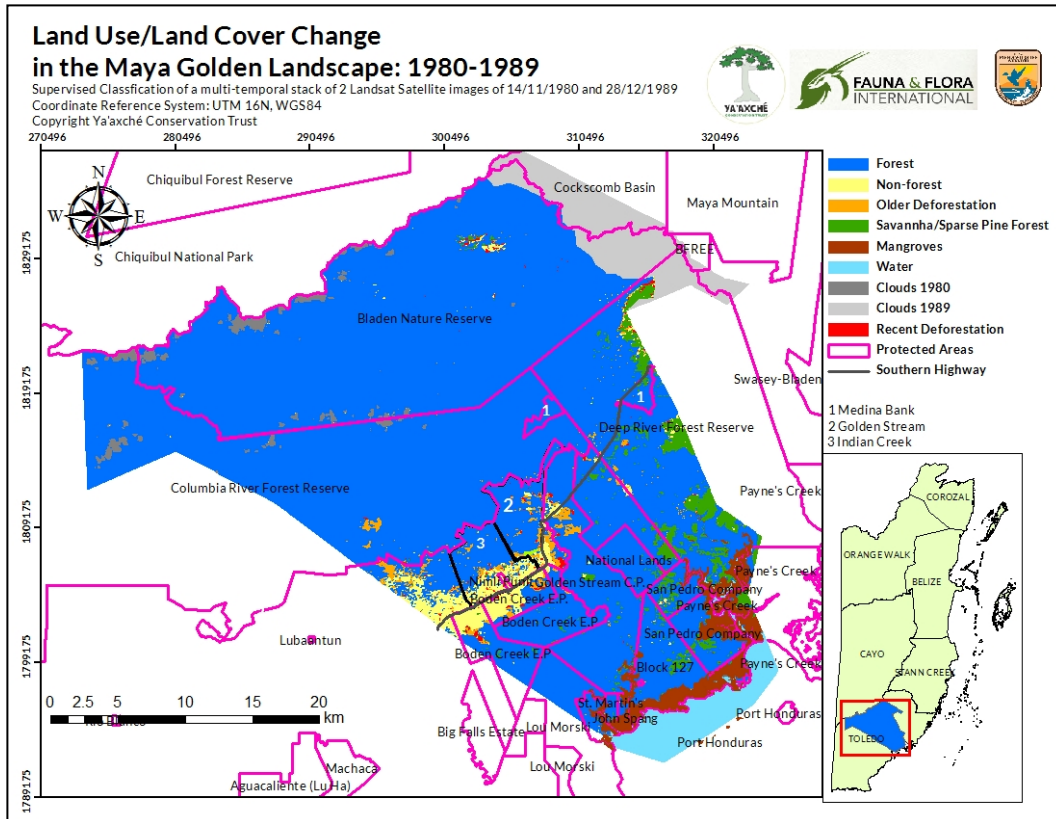 Land Use/Land Cover Change
in the Maya Golden Landscape: 1980-1989
Supervised Classfication of a multi-temporal stack of 2 Landsat Satellite images of 14/11/1980 and 28/12/1989
Coordinate Reference System: UTM 16N, WGS84
Copyright Ya'axché Conservation Trust
YA'AXCHÉ
CONSERVATION TRUST
FAUNA & FLORA
INTERNATIONAL
270496 280496 290496 300496 310496 320496
1829175
1819175
1809175
1799175
1789175
N
W E
S
Chiquibul Forest Reserve
Cockscomb Basin
Maya Mountain
BFREE
Chiquibul National Park
Bladen Nature Reserve
Swasey-Bladen
1
1
Deep River Forest Reserve
Columbia River Forest Reserve
Payne's Creek
2
3
National Lands
Payne's Creek
Nimli Punit Golden Stream C.P.
San Pedro Company
Boden Creek E.P.
Payne's Creek
Boden Creek E.P
San Pedro Company
Lubaantun
Boden Creek E.P
Block 127
Payne's Creek
St. Martin's
John Spang
Port Honduras
Big Falls Estate
Lou Morski
Port Honduras
Lou Morski
Machaca
Aguacaliente (Lu Ha)
0 2.5 5 10 15 20
km
Forest
Non-forest
Older Deforestation
Savannha/Sparse Pine Forest
Mangroves
Water
Clouds 1980
Clouds 1989
Recent Deforestation
Protected Areas
Southern Highway
1 Medina Bank
2 Golden Stream
3 Indian Creek
COROZAL
ORANGE WALK
BELIZE
CAYO
STANN CREEK
TOLEDO